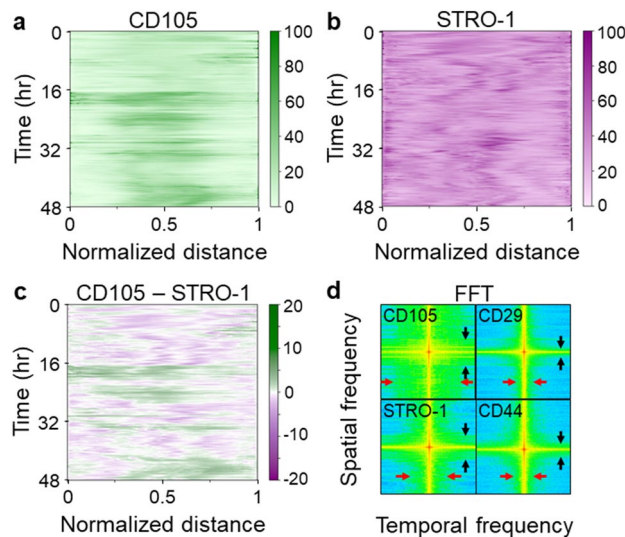 a CD105
Time (hr)
0
16
32
48
0 0.5 1
Normalized distance
100
80
60
40
20
0
b STRO-1
Time (hr)
0
16
32
48
0 0.5 1
Normalized distance
100
80
60
40
20
0
c CD105 – STRO-1
Time (hr)
0
16
32
48
0 0.5 1
Normalized distance
20
10
0
-10
-20
d FFT
Spatial frequency
CD105 CD29
STRO-1 CD44
Temporal frequency